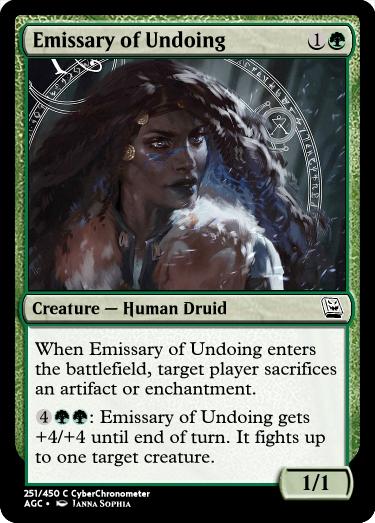 Emissary of Undoing 1
Creature — Human Druid
When Emissary of Undoing enters
the battlefield, target player sacrifices
an artifact or enchantment.
4: Emissary of Undoing gets
+4/+4 until end of turn. It fights up
to one target creature.
1/1
251/450 C CyberChronometer
AGC • Janna Sophia